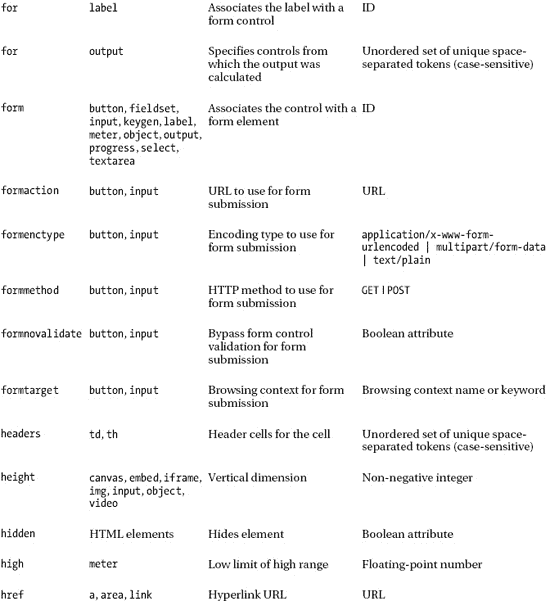 for label Associates the label with a ID
form control
for output Specifies controls from Unordered set of unique space-
which the output was separated tokens (case-sensitive)
calculated
form button, fieldset, Associates the control with a ID
input, keygen, label, form element
meter, object, output,
progress, select,
textarea
formaction button, input URL to use for form URL
submission
formenctype button, input Encoding type to use for application/x-www-form-
form submission urlencoded | multipart/form-data
| text/plain
formmethod button, input HTTP method to use for GET | POST
form submission
formnovalidate button, input Bypass form control Boolean attribute
validation for form
submission
formtarget button, input Browsing context for form Browsing context name or keyword
submission
headers td, th Header cells for the cell Unordered set of unique space-
separated tokens (case-sensitive)
height canvas, embed, iframe, Vertical dimension Non-negative integer
img, input, object,
video
hidden HTML elements Hides element Boolean attribute
high meter Low limit of high range Floating-point number
href a, area, link Hyperlink URL URL